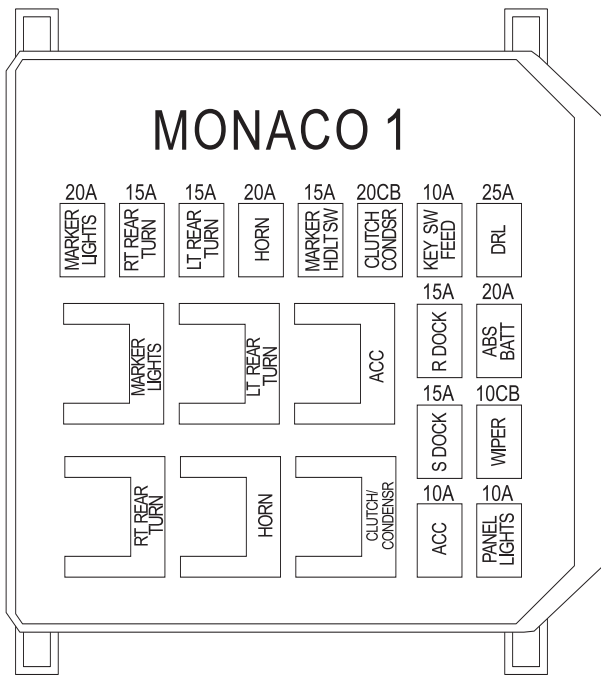 MONACO 1
20A 15A 15A 20A 15A 20CB 10A 25A
MARKER
LIGHTS
RT REAR
TURN
LT REAR
TURN
HORN
MARKER
HDLT SW
CLUTCH
CONDSR
KEY SW
FEED
DRL
15A 20A
R DOCK
ABS
BATT
MARKER
LIGHTS
LT REAR
TURN
ACC
15A 10CB
S DOCK
WIPER
RT REAR
TURN
HORN
CLUTCH/
CONDENSR
10A 10A
ACC
PANEL
LIGHTS